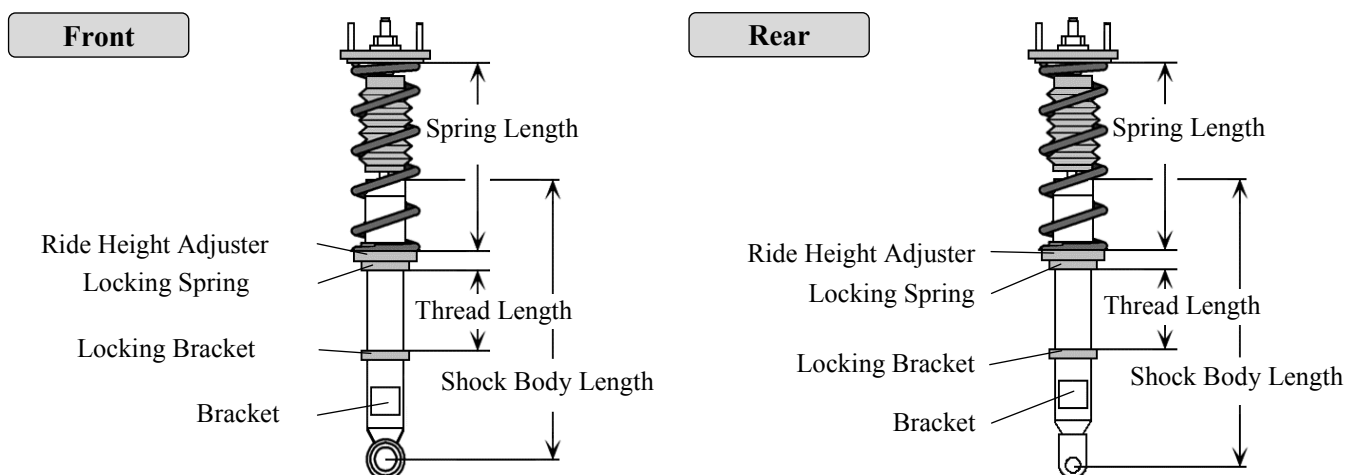 Front
Spring Length
Ride Height Adjuster
Locking Spring
Thread Length
Locking Bracket
Shock Body Length
Bracket
Rear
Spring Length
Ride Height Adjuster
Locking Spring
Thread Length
Locking Bracket
Shock Body Length
Bracket